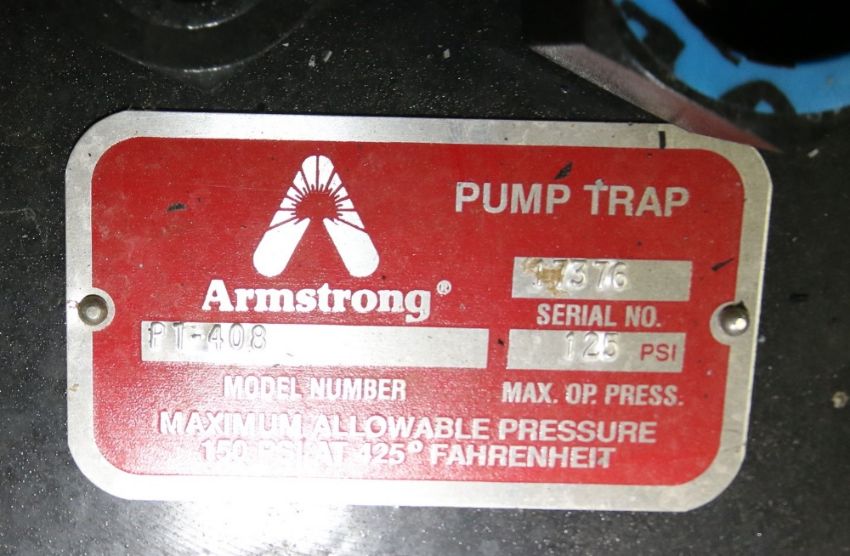 PUMP TRAP
Armstrong®
17376
SERIAL NO.
PT-408
MODEL NUMBER
125 PSI
MAX. OP. PRESS.
MAXIMUM ALLOWABLE PRESSURE
150 PSI AT 425° FAHRENHEIT